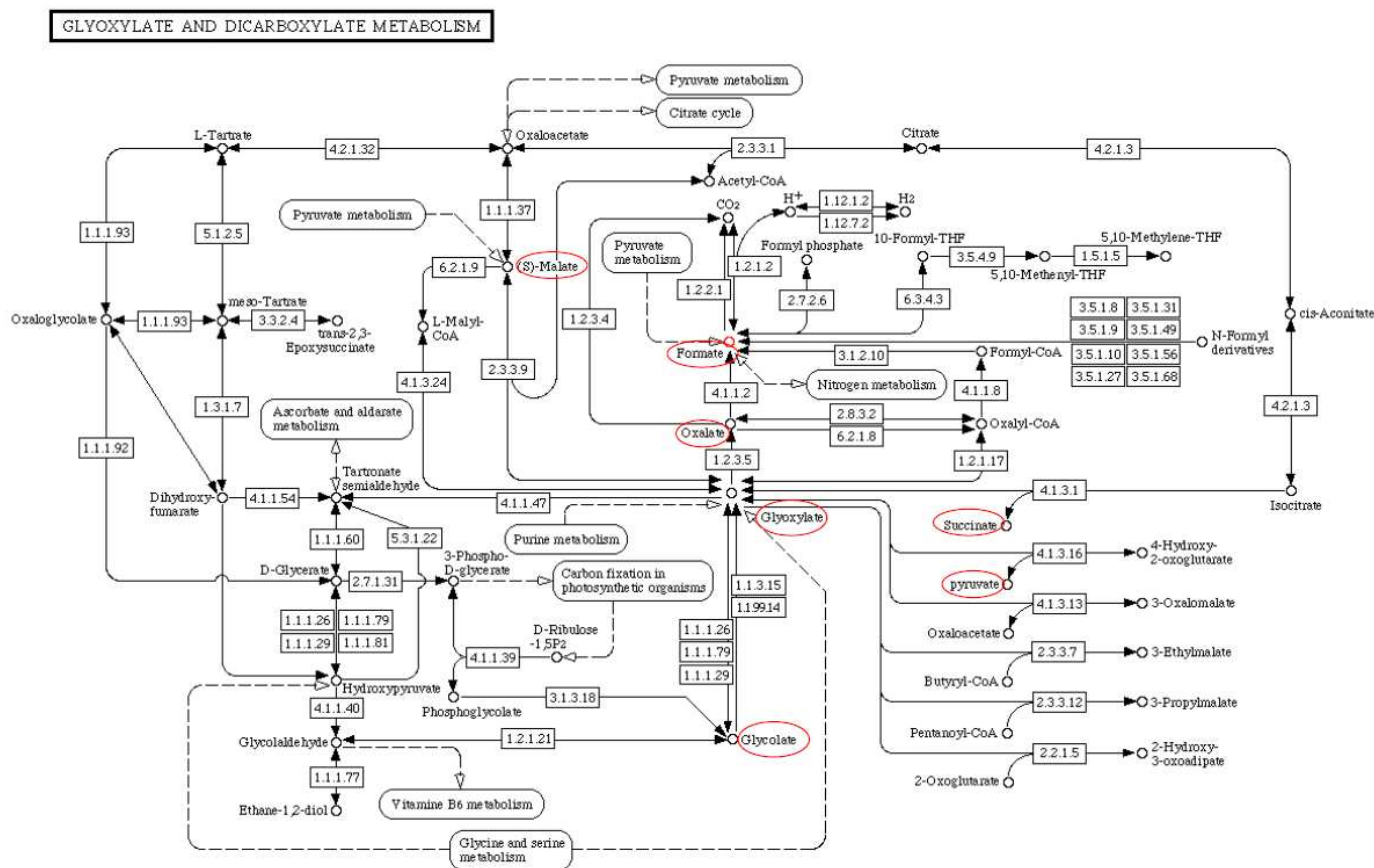 GLYOXYLATE AND DICARBOXYLATE METABOLISM
Pyruvate metabolism
Citrate cycle
L-Tartrate
4.2.1.32
Oxaloacetate
2.3.3.1
Citrate
4.2.1.3
Acetyl-CoA
1.1.1.93
5.1.2.5
1.1.1.37
Pyruvate metabolism
6.2.1.9
(S)-Malate
CO2
H+
1.12.1.2
1.12.7.2
H2
Pyruvate
metabolism
1.2.1.2
1.2.2.1
Formyl phosphate
2.7.2.6
10-Formyl-THF
6.3.4.3
3.5.4.9
5,10-Methenyl-THF
1.5.1.5
5,10-Methylene-THF
1.2.3.4
Oxaloglycolate
1.1.1.93
meso-Tartrate
3.3.2.4
trans-2,3-
Epoxysuccinate
L-Malyl-
CoA
4.1.3.24
2.3.3.9
Formate
3.1.2.10
Formyl-CoA
3.5.1.8
3.5.1.31
3.5.1.9
3.5.1.49
3.5.1.10
3.5.1.56
3.5.1.27
3.5.1.68
N-Formyl
derivatives
cis-Aconitate
Nitrogen metabolism
4.1.1.2
4.1.1.8
1.3.1.7
Ascorbate and aldarate
metabolism
Oxalate
2.8.3.2
6.2.1.8
Oxalyl-CoA
4.2.1.3
1.1.1.92
1.2.3.5
1.2.1.17
Dihydroxy-
fumarate
4.1.1.54
Tartronate
semialdehyde
4.1.1.47
4.1.3.1
Isocitrate
Glyoxylate
Succinate
1.1.1.60
5.3.1.22
Purine metabolism
D-Glycerate
2.7.1.31
3-Phospho-
D-glycerate
Carbon fixation in
photosynthetic organisms
4.1.3.16
4-Hydroxy-
2-oxoglutarate
pyruvate
1.1.3.15
1.1.99.14
4.1.3.13
3-Oxalomalate
Oxaloacetate
1.1.1.26
1.1.1.79
1.1.1.29
1.1.1.81
D-Ribulose
-1,5P2
4.1.1.39
1.1.1.26
1.1.1.79
1.1.1.29
2.3.3.7
3-Ethylmalate
Butyryl-CoA
Hydroxypyruvate
4.1.1.40
Phosphoglycolate
3.1.3.18
2.3.3.12
3-Propylmalate
Pentanoyl-CoA
Glycolaldehyde
1.2.1.21
Glycolate
2.2.1.5
2-Hydroxy-
3-oxoadipate
2-Oxoglutarate
1.1.1.77
Ethane-1,2-diol
Vitamine B6 metabolism
Glycine and serine
metabolism